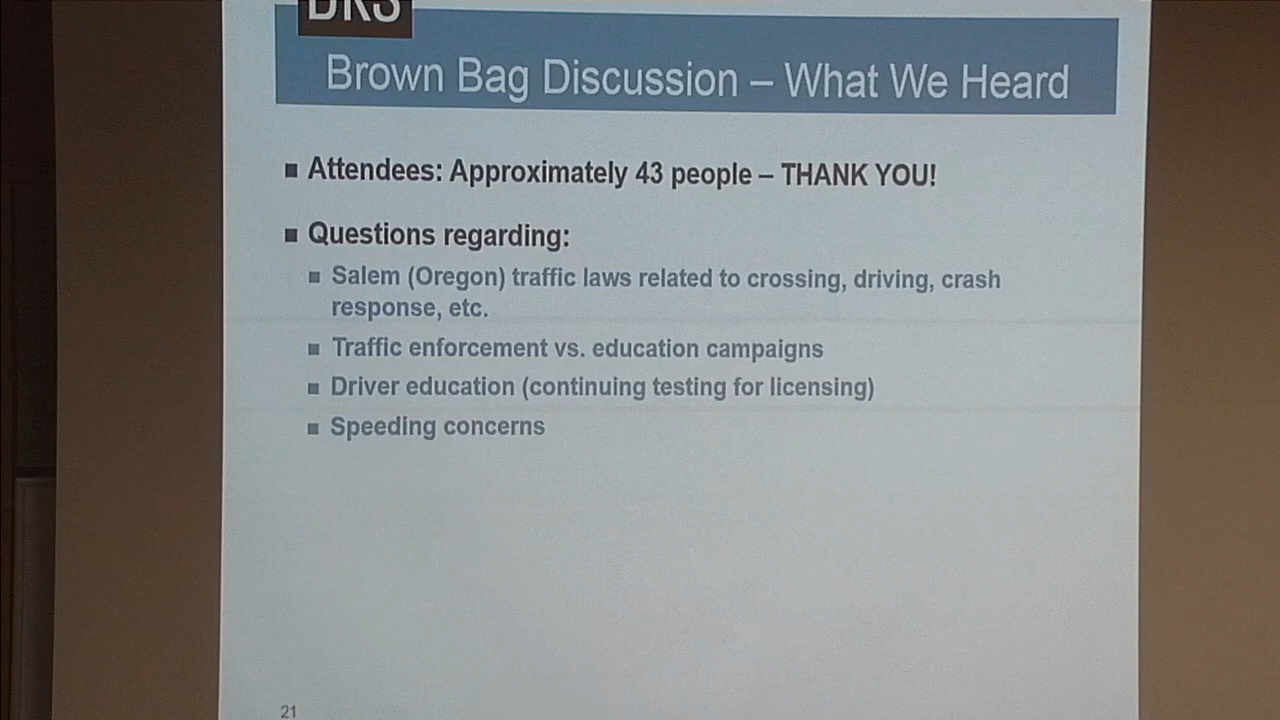 DKS
Brown Bag Discussion – What We Heard
■ Attendees: Approximately 43 people – THANK YOU!
■ Questions regarding:
■ Salem (Oregon) traffic laws related to crossing, driving, crash
response, etc.
■ Traffic enforcement vs. education campaigns
■ Driver education (continuing testing for licensing)
■ Speeding concerns
21